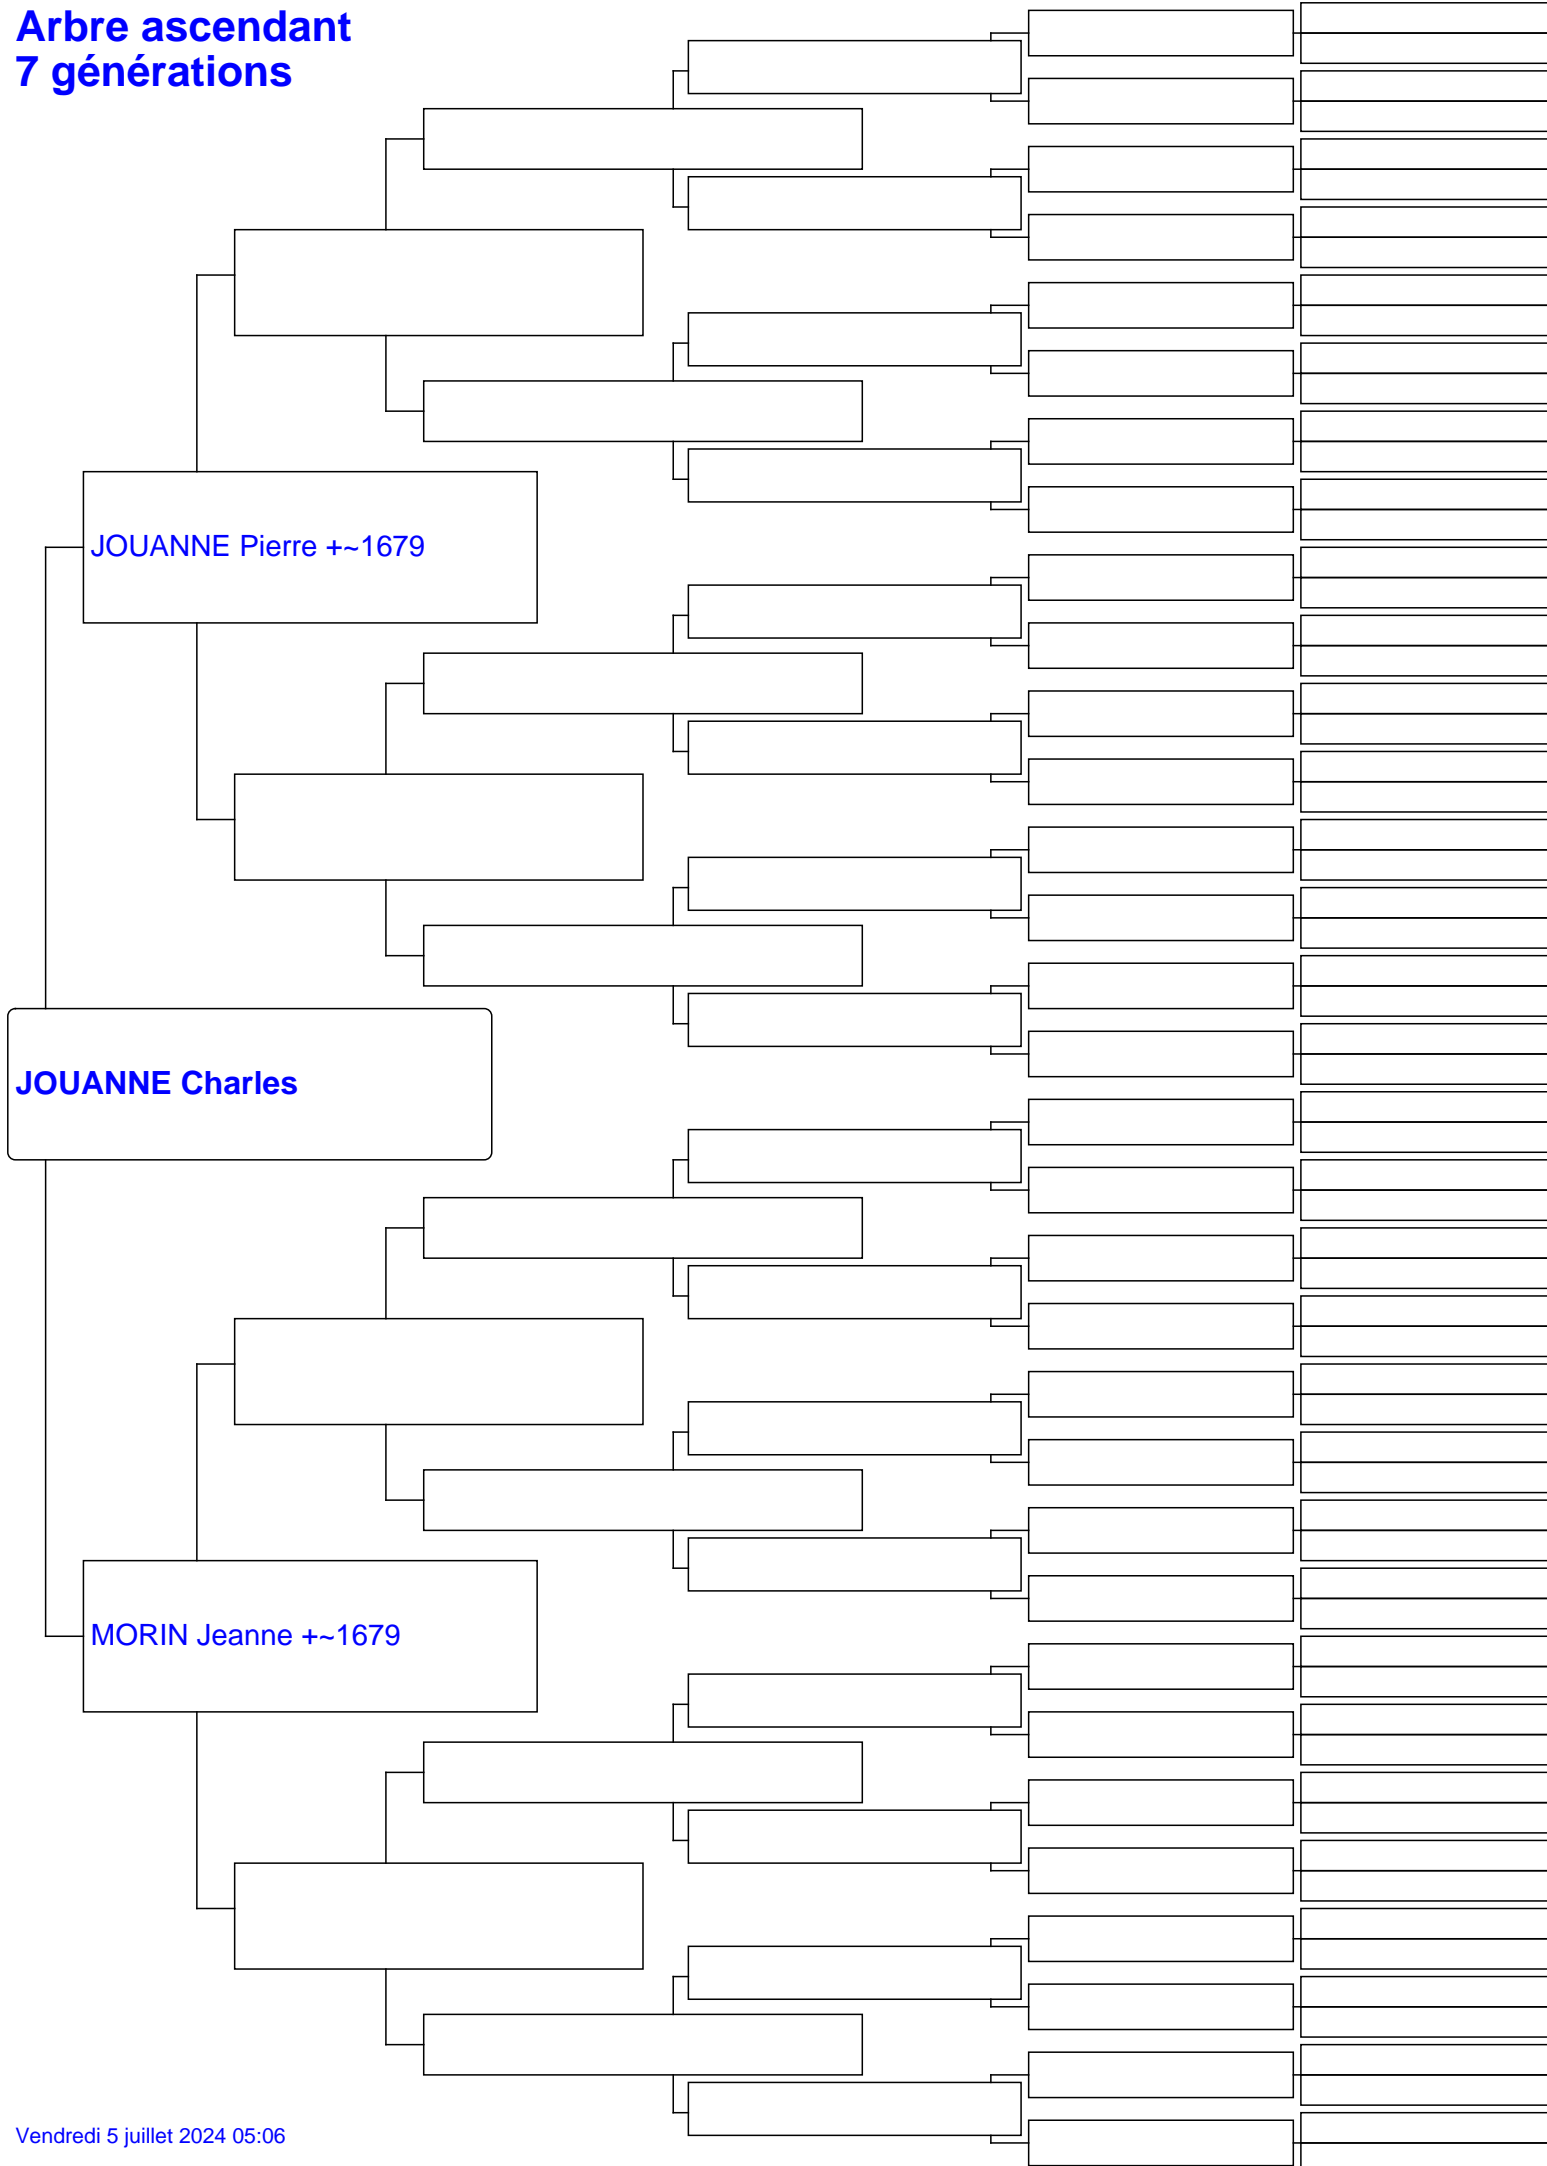 Arbre ascendant
7 générations
JOUANNE Pierre +~1679
JOUANNE Charles
MORIN Jeanne +~1679
Vendredi 5 juillet 2024 05:06